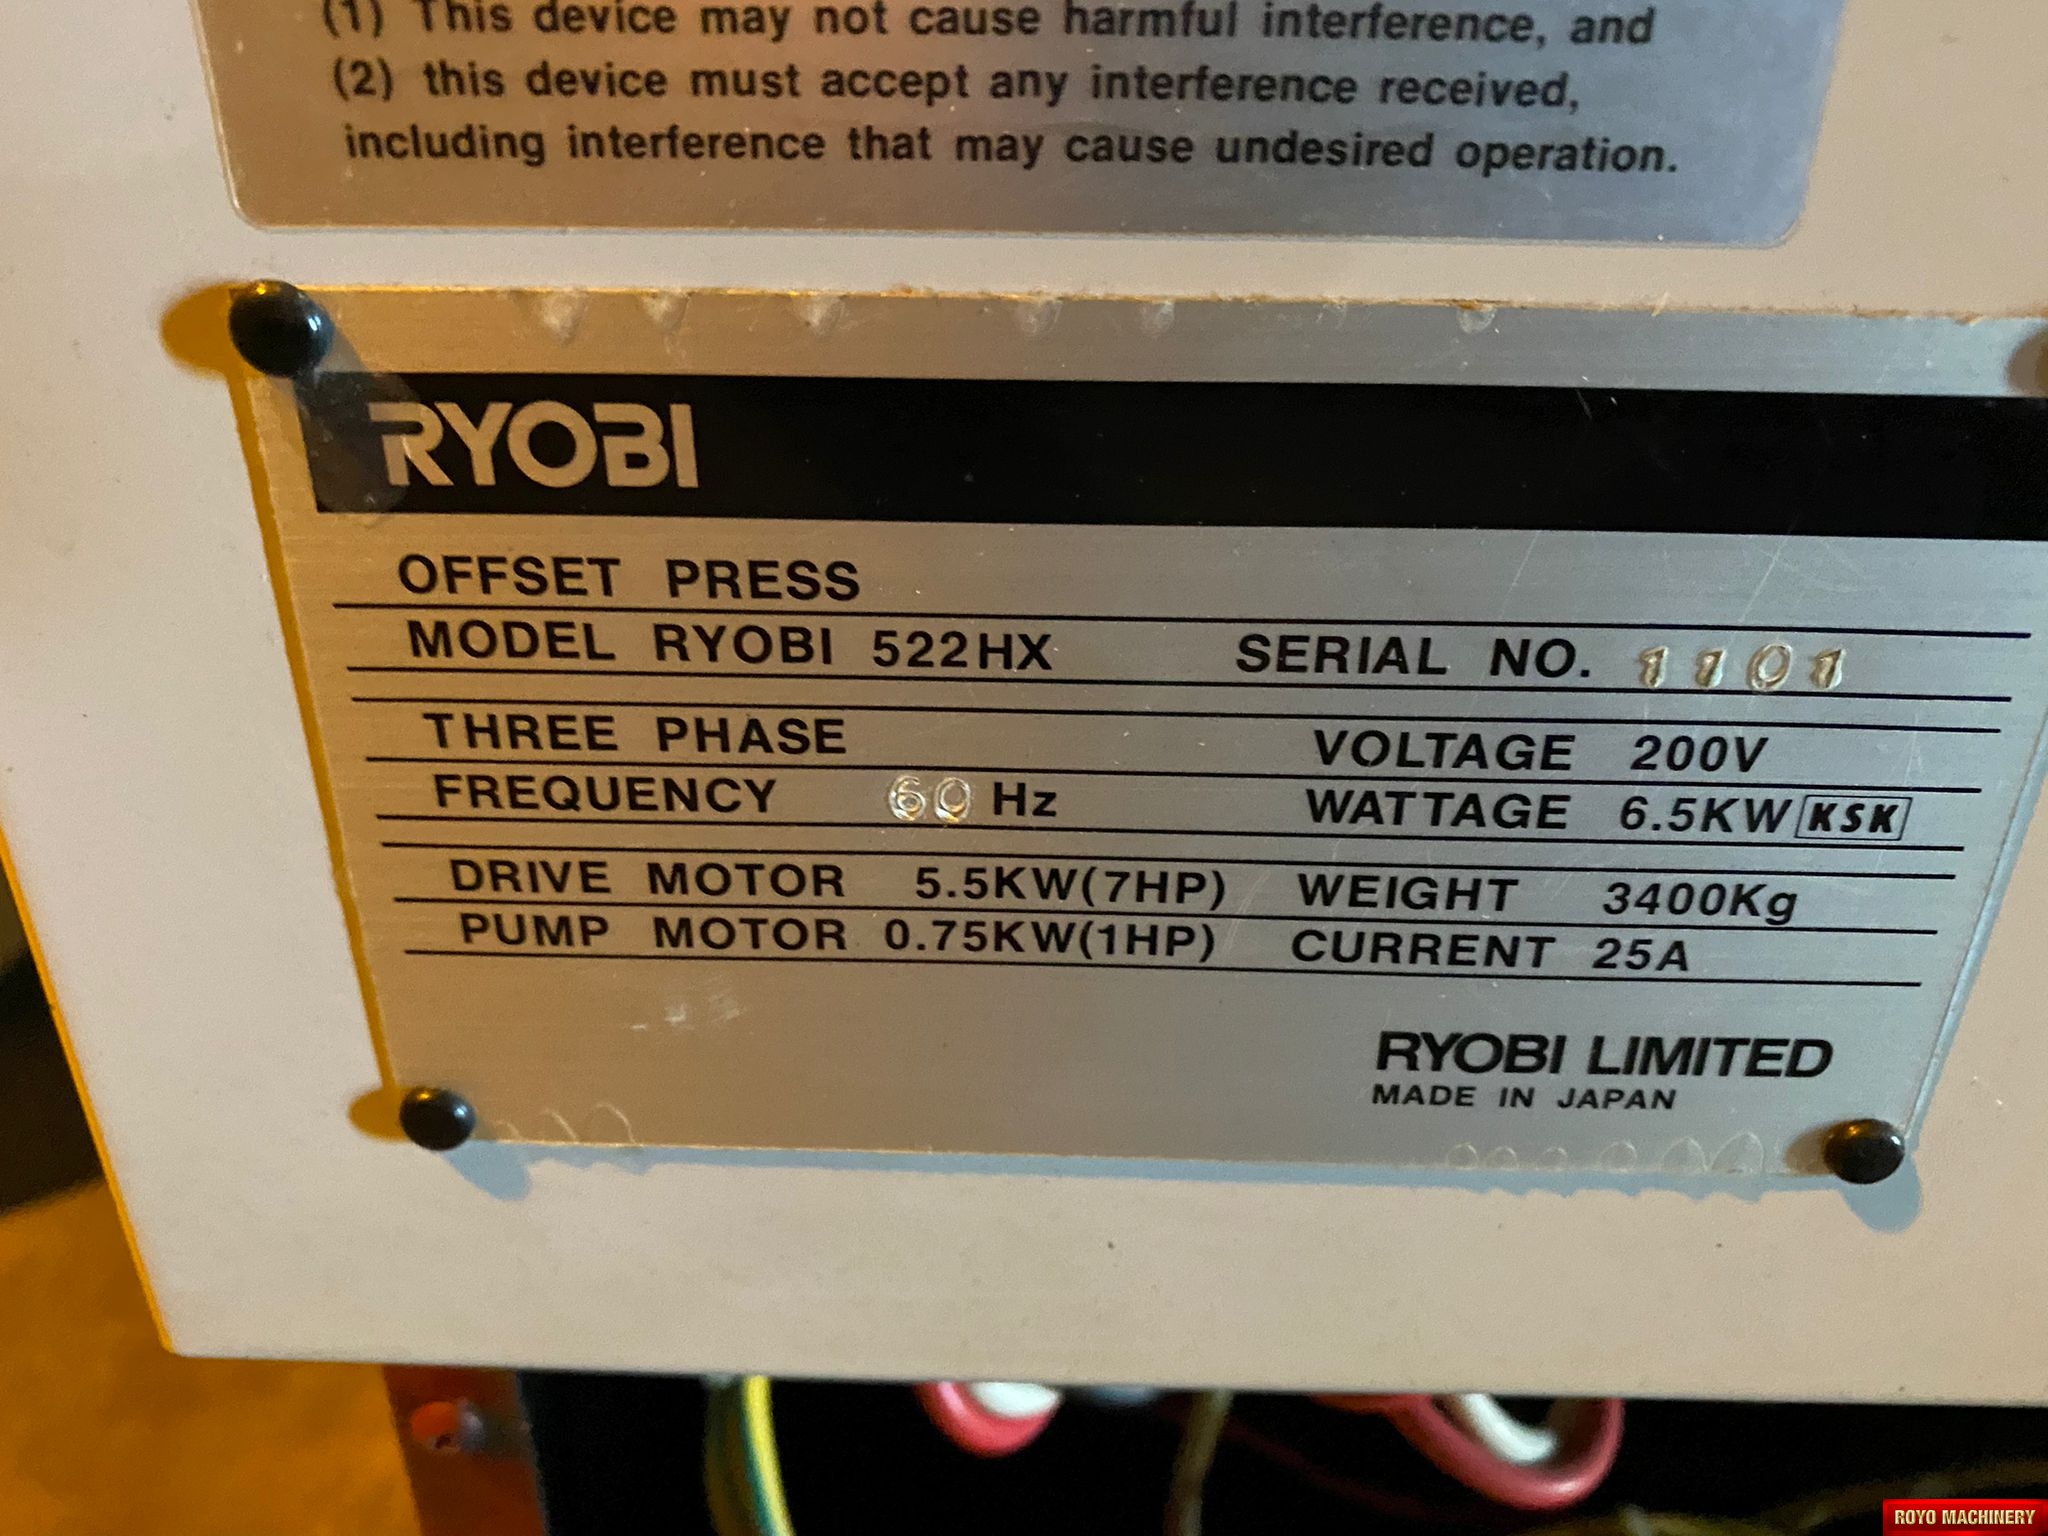 (1) This device may not cause harmful interference, and
(2) this device must accept any interference received,
including interference that may cause undesired operation.
RYOBI
OFFSET PRESS
MODEL RYOBI 522HX SERIAL NO. 1101
THREE PHASE VOLTAGE 200V
FREQUENCY 60 Hz WATTAGE 6.5KW KSK
DRIVE MOTOR 5.5KW(7HP) WEIGHT 3400Kg
PUMP MOTOR 0.75KW(1HP) CURRENT 25A
RYOBI LIMITED
MADE IN JAPAN
ROYO MACHINERY